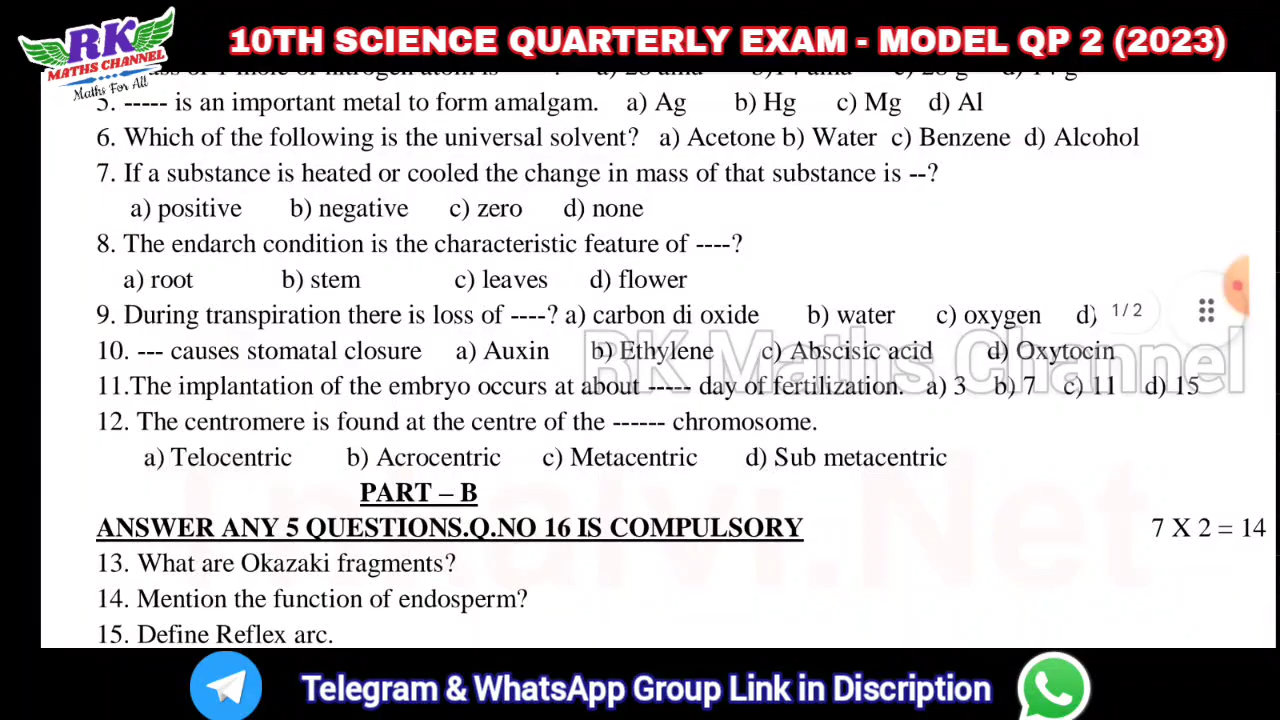 RK
MATHS CHANNEL
Maths For All
10TH SCIENCE QUARTERLY EXAM - MODEL QP 2 (2023)
5. ----- is an important metal to form amalgam. a) Ag b) Hg c) Mg d) Al
6. Which of the following is the universal solvent? a) Acetone b) Water c) Benzene d) Alcohol
7. If a substance is heated or cooled the change in mass of that substance is --?
a) positive b) negative c) zero d) none
8. The endarch condition is the characteristic feature of ----?
a) root b) stem c) leaves d) flower
9. During transpiration there is loss of ----? a) carbon di oxide b) water c) oxygen d)
1/2
10. --- causes stomatal closure a) Auxin b) Ethylene c) Abscisic acid d) Oxytocin
RK Maths Channel
11.The implantation of the embryo occurs at about ----- day of fertilization. a) 3 b) 7 c) 11 d) 15
12. The centromere is found at the centre of the ------ chromosome.
a) Telocentric b) Acrocentric c) Metacentric d) Sub metacentric
PART – B
ANSWER ANY 5 QUESTIONS.Q.NO 16 IS COMPULSORY 7 X 2 = 14
13. What are Okazaki fragments?
14. Mention the function of endosperm?
15. Define Reflex arc.
Telegram & WhatsApp Group Link in Discription